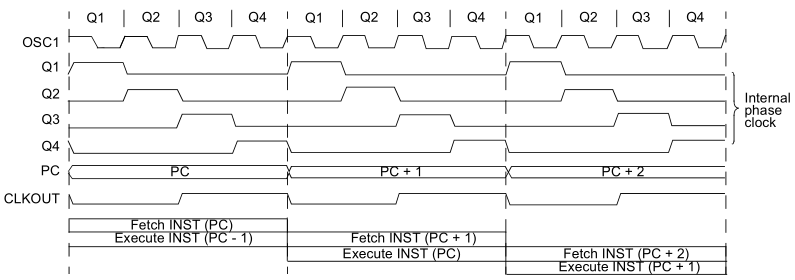 Q1 Q2 Q3 Q4 Q1 Q2 Q3 Q4 Q1 Q2 Q3 Q4
OSC1
Q1
Q2
Q3
Q4
Internal
phase
clock
PC PC PC + 1 PC + 2
CLKOUT
Fetch INST (PC)
Execute INST (PC - 1) Fetch INST (PC + 1)
Execute INST (PC) Fetch INST (PC + 2)
Execute INST (PC + 1)